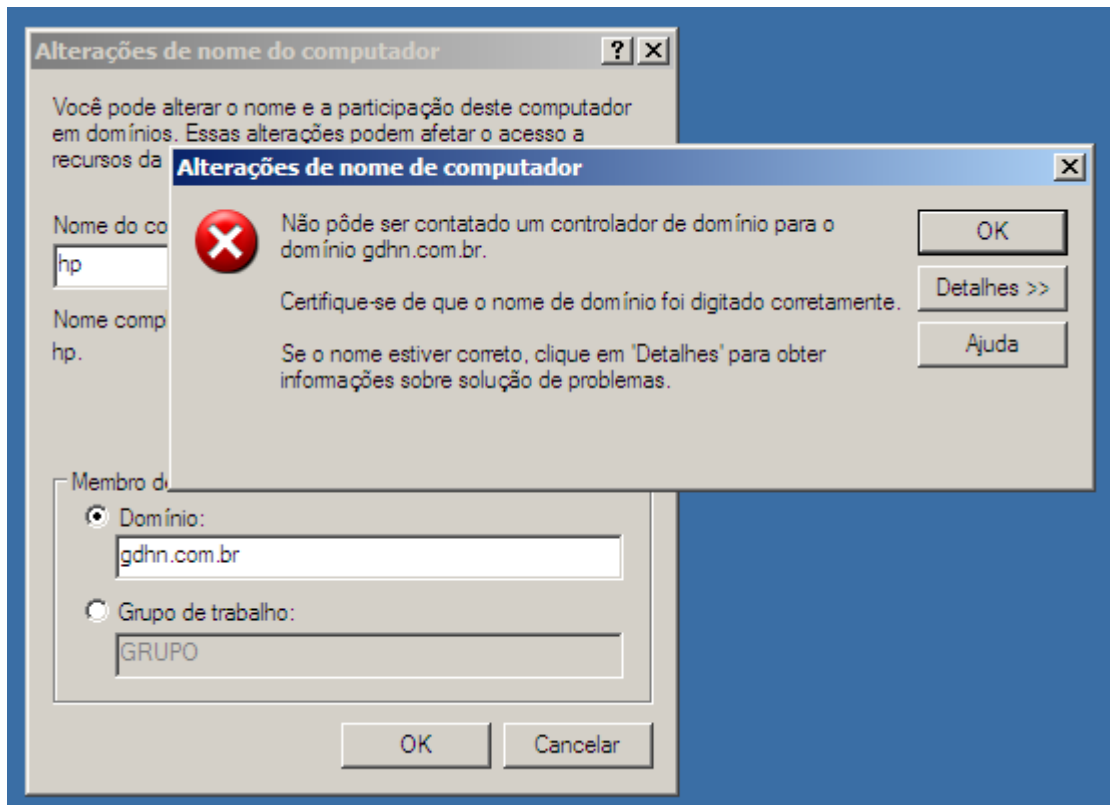 Alterações de nome do computador
Você pode alterar o nome e a participação deste computador
em domínios. Essas alterações podem afetar o acesso a
recursos da
Alterações de nome de computador
Não pôde ser contatado um controlador de domínio para o
domínio gdhn.com.br.
Certifique-se de que o nome de domínio foi digitado corretamente.
Se o nome estiver correto, clique em 'Detalhes' para obter
informações sobre solução de problemas.
OK
Detalhes >>
Ajuda
Nome do co
hp
Nome comp
hp.
Membro de
Domínio:
gdhn.com.br
Grupo de trabalho:
GRUPO
OK
Cancelar